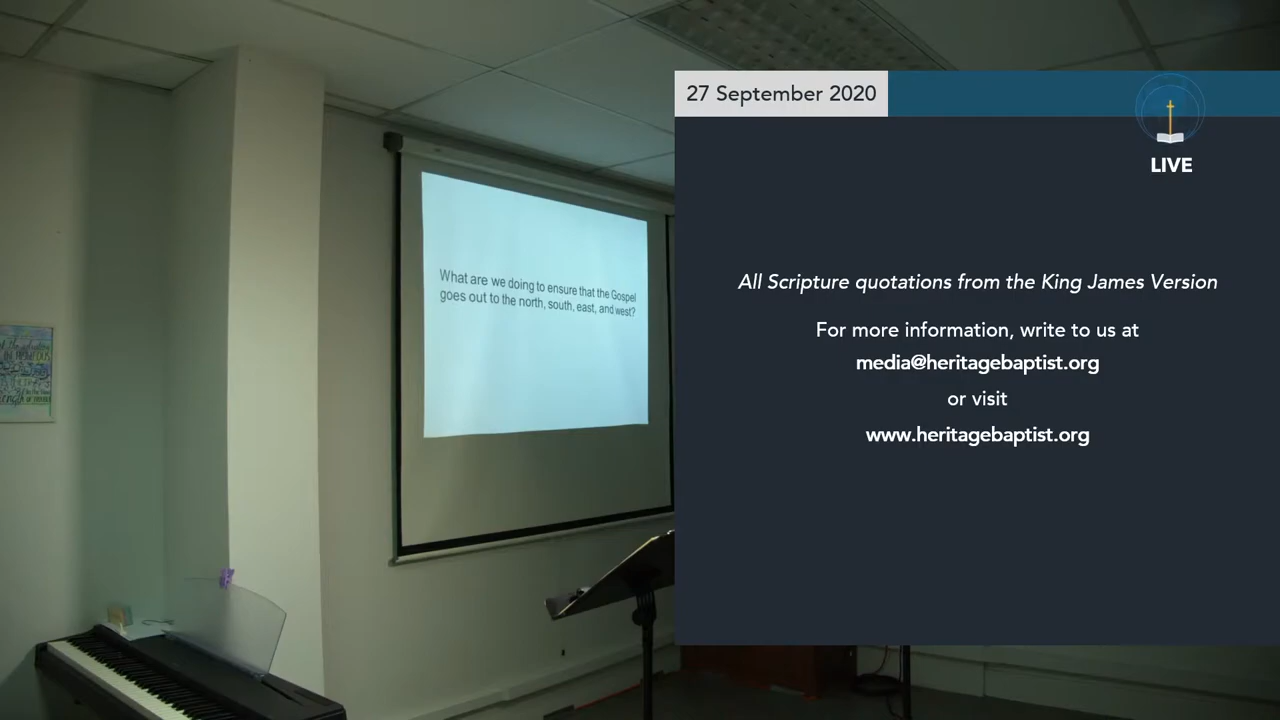 27 September 2020
LIVE
All Scripture quotations from the King James Version
For more information, write to us at
media@heritagebaptist.org
or visit
www.heritagebaptist.org
What are we doing to ensure that the Gospel
goes out to the north, south, east, and west?